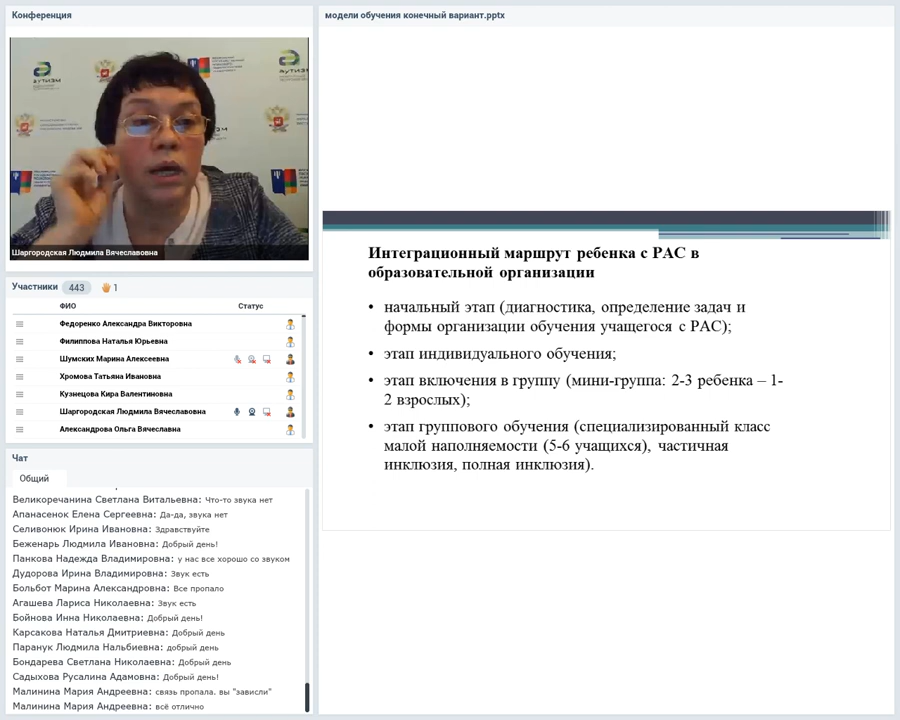 Конференция
аутизм
аутизм
Шаргородская Людмила Вячеславовна
Участники 443 1
ФИО Статус
Федоренко Александра Викторовна
Филиппова Наталья Юрьевна
Шумских Марина Алексеевна
Хромова Татьяна Ивановна
Кузнецова Кира Валентиновна
Шаргородская Людмила Вячеславовна
Александрова Ольга Вячеславна
Чат
Общий
Великоречанина Светлана Витальевна: Что-то звука нет
Апанасенок Елена Сергеевна: Да-да, звука нет
Селивонюк Ирина Ивановна: Здравствуйте
Беженарь Людмила Ивановна: Добрый день!
Панкова Надежда Владимировна: у нас все хорошо со звуком
Дудорова Ирина Владимировна: Звук есть
Больбот Марина Александровна: Все пропало
Агашева Лариса Николаевна: Звук есть
Бойнова Инна Николаевна: Добрый день!
Карсакова Наталья Дмитриевна: Добрый день
Паранук Людмила Нальбиевна: добрый день
Бондарева Светлана Николаевна: Добрый день
Садыхова Русалина Адамовна: Добрый день!
Малинина Мария Андреевна: связь пропала. вы "зависли"
Малинина Мария Андреевна: всё отлично
модели обучения конечный вариант.pptx
Интеграционный маршрут ребенка с РАС в
образовательной организации
• начальный этап (диагностика, определение задач и
формы организации обучения учащегося с РАС);
• этап индивидуального обучения;
• этап включения в группу (мини-группа: 2-3 ребенка – 1-
2 взрослых);
• этап группового обучения (специализированный класс
малой наполняемости (5-6 учащихся), частичная
инклюзия, полная инклюзия).